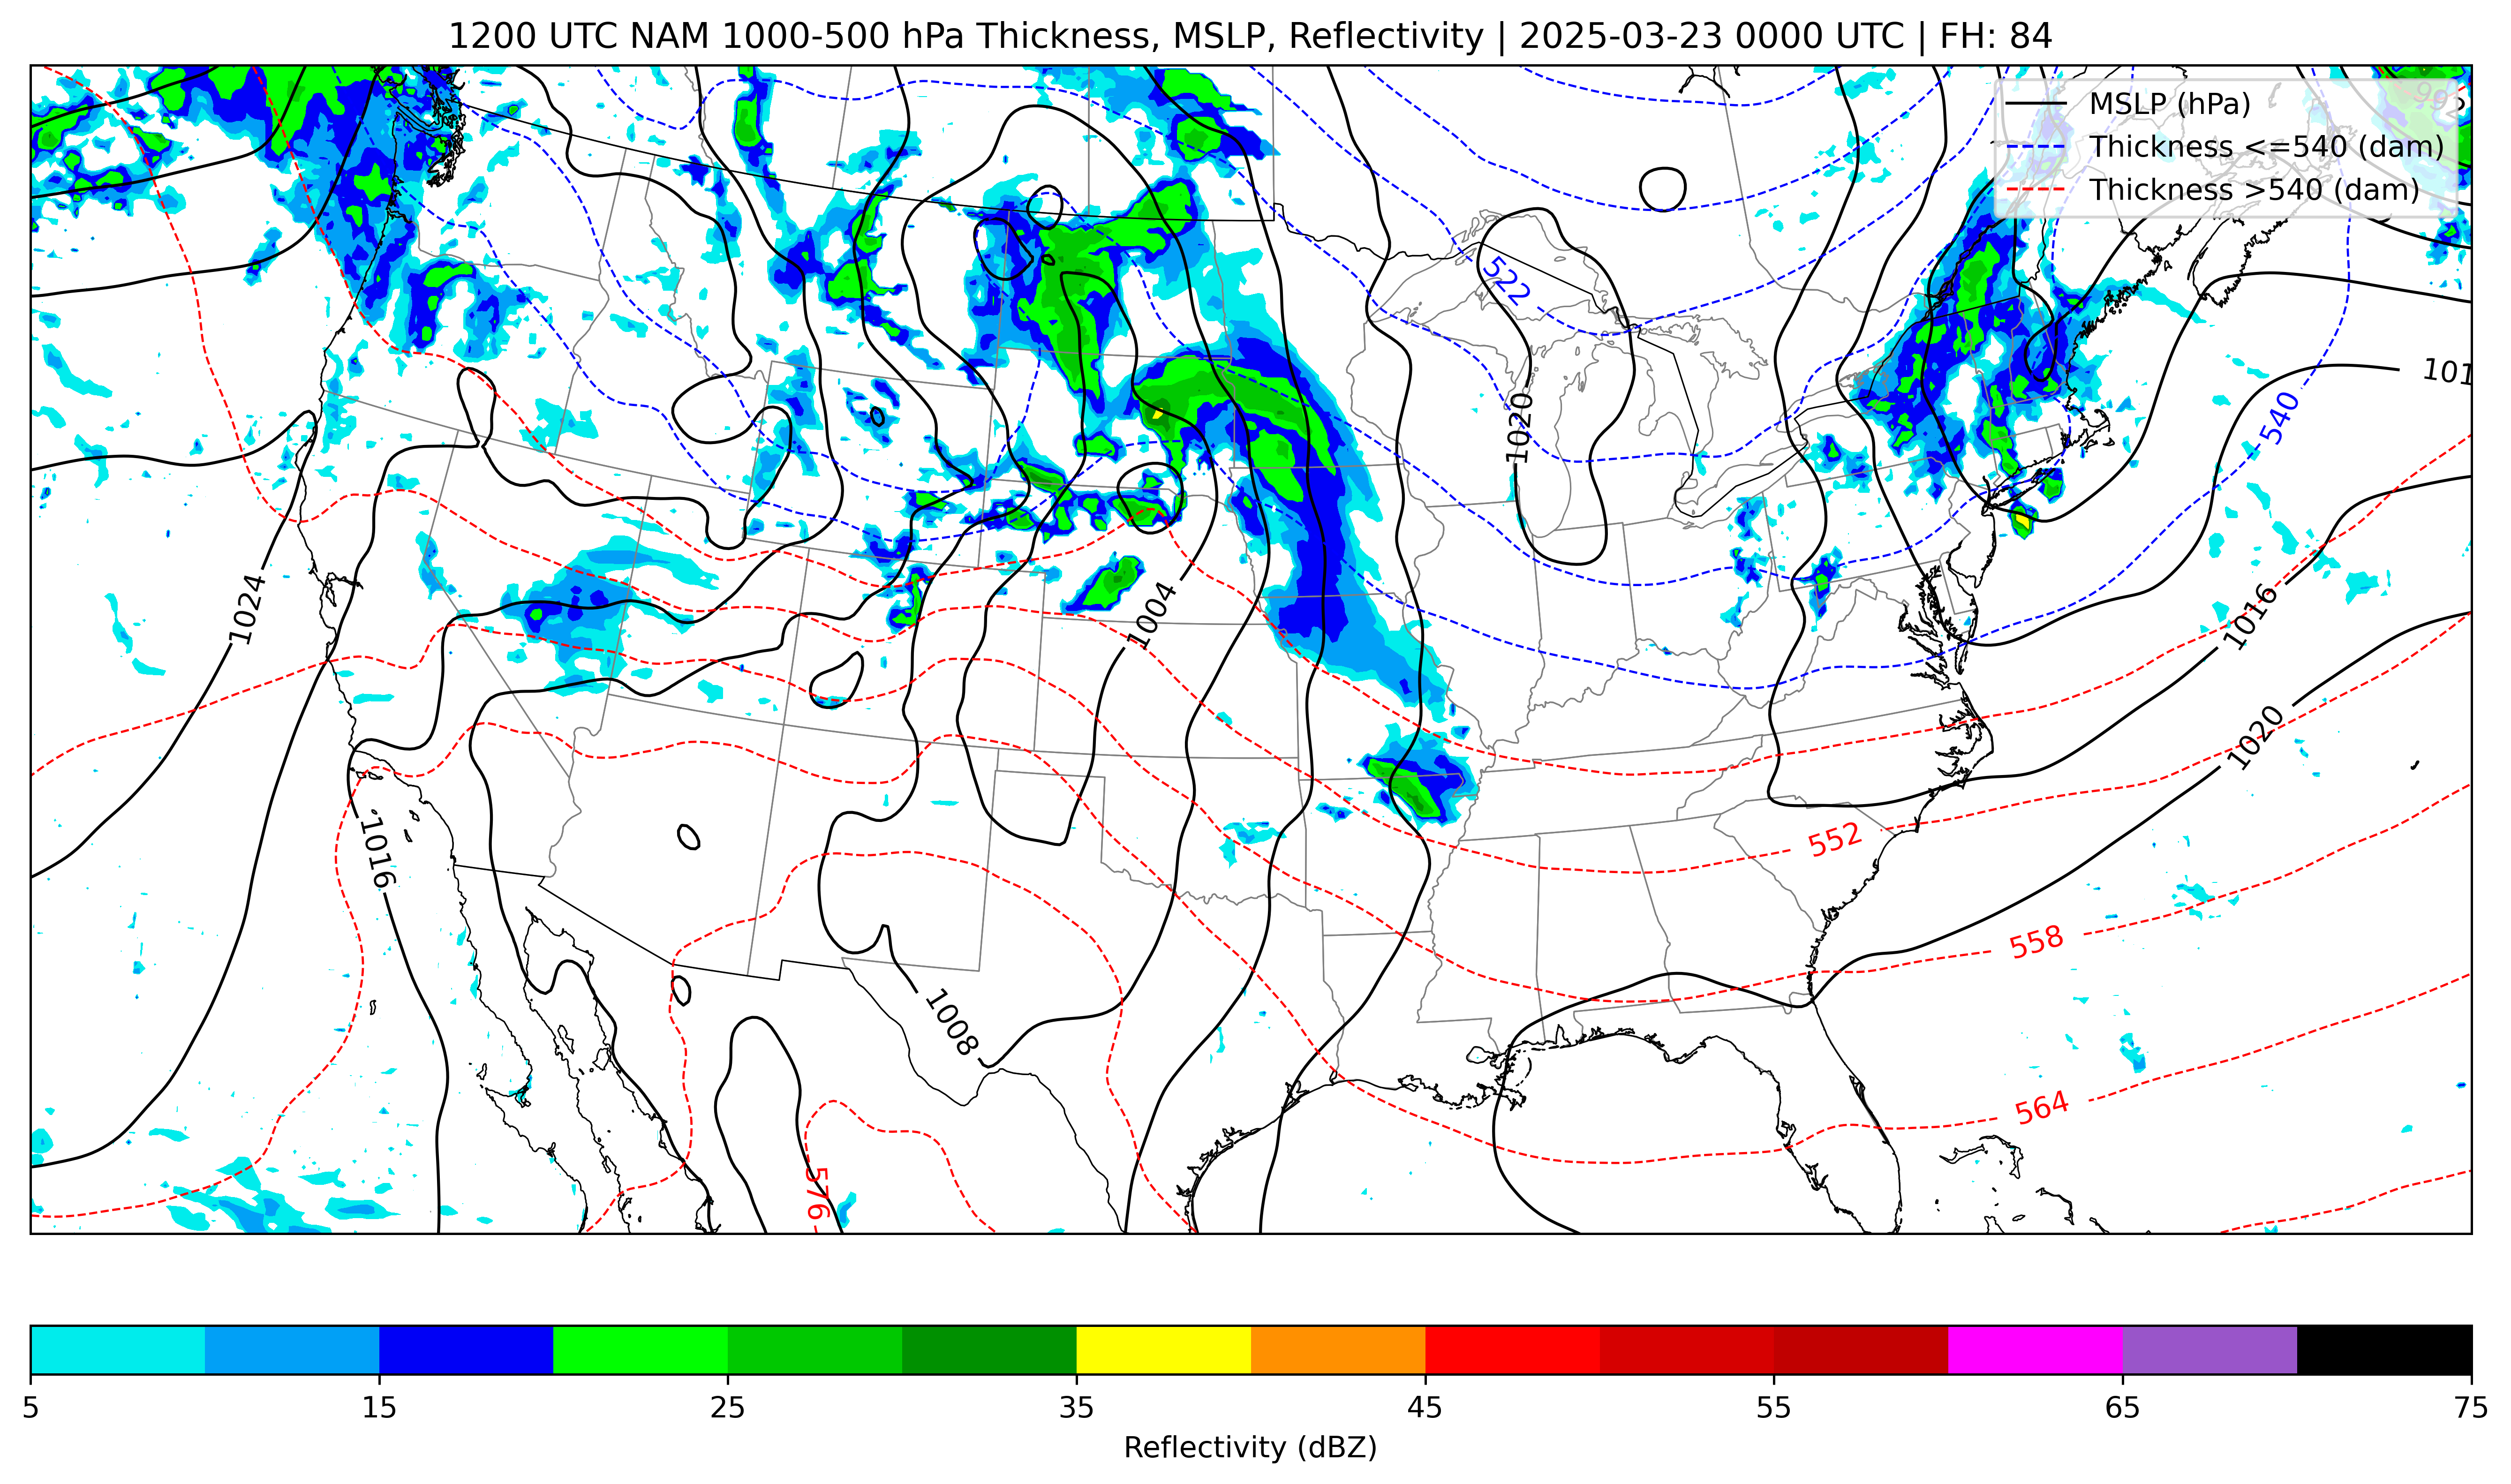 1200 UTC NAM 1000-500 hPa Thickness, MSLP, Reflectivity | 2025-03-23 0000 UTC | FH: 84
MSLP (hPa)
Thickness <=540 (dam)
Thickness >540 (dam)
992
522
1020
101
540
1024
1004
1016
1020
1016
552
558
1008
564
576
5 15 25 35 45 55 65 75
Reflectivity (dBZ)